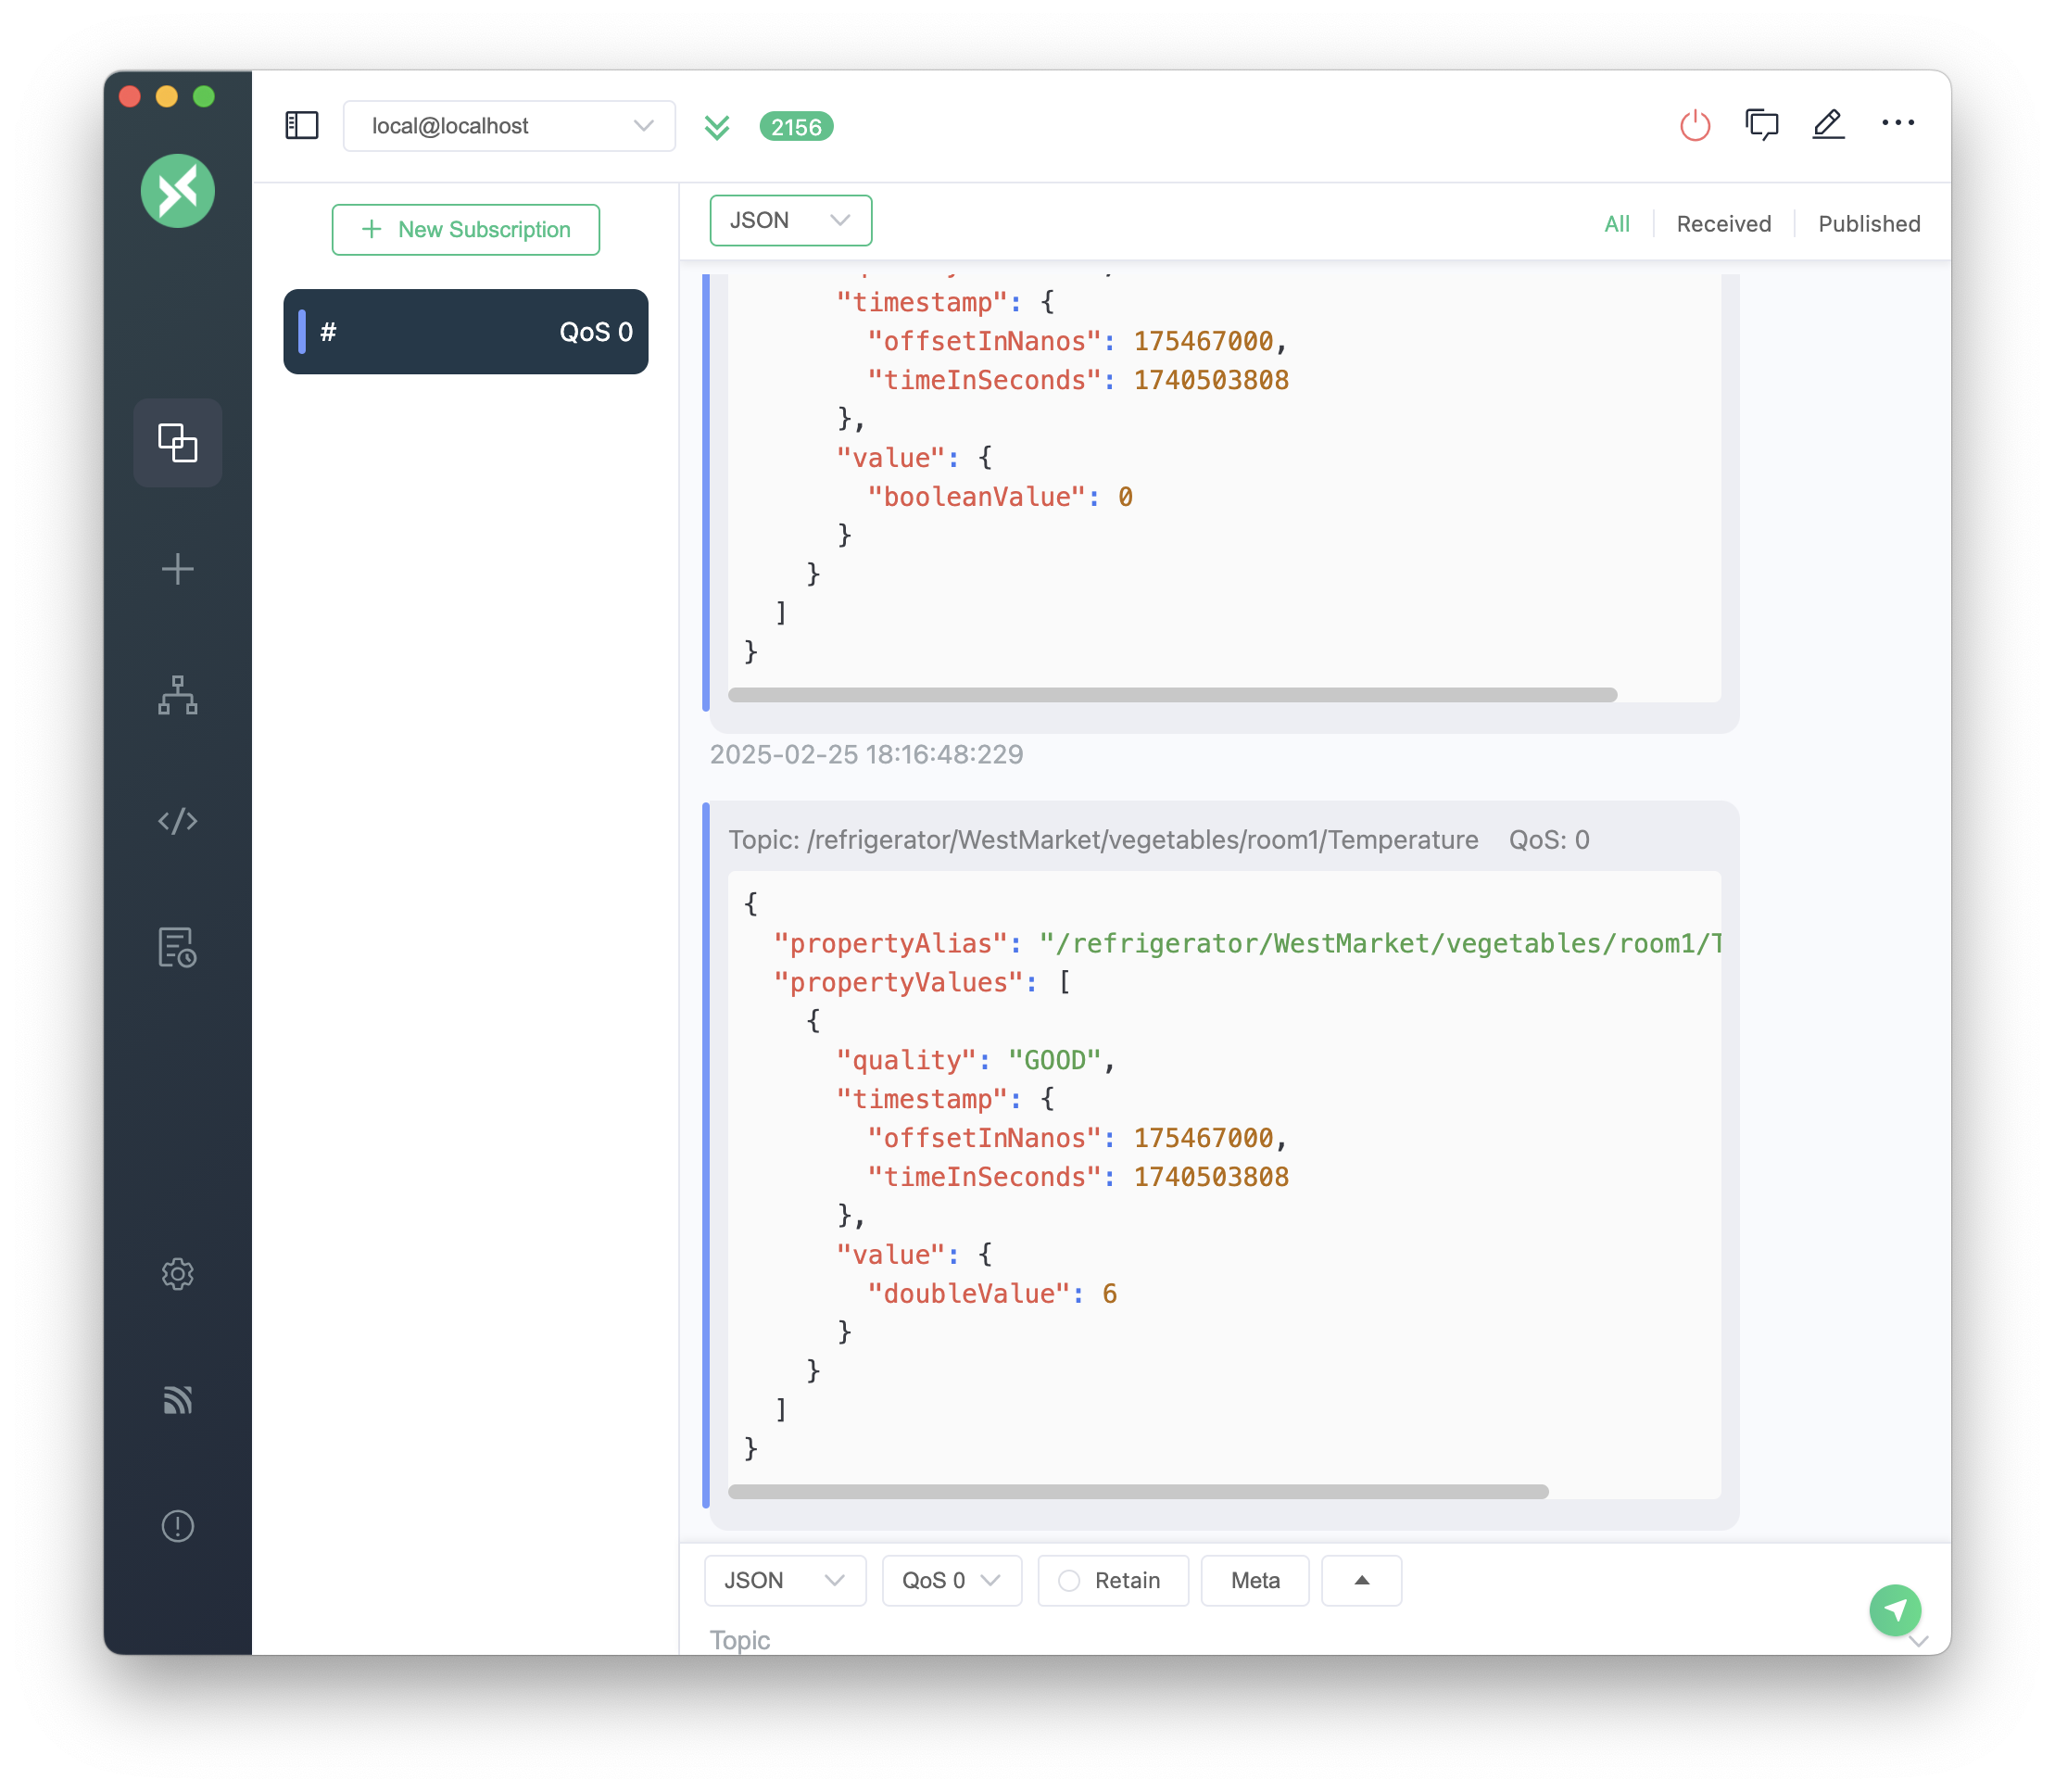 local@localhost
2156
New Subscription
# QoS 0
JSON
All Received Published
"timestamp": {
"offsetInNanos": 175467000,
"timeInSeconds": 1740503808
},
"value": {
"booleanValue": 0
}
}
]
}
2025-02-25 18:16:48:229
Topic: /refrigerator/WestMarket/vegetables/room1/Temperature QoS: 0
{
"propertyAlias": "/refrigerator/WestMarket/vegetables/room1/T
"propertyValues": [
{
"quality": "GOOD",
"timestamp": {
"offsetInNanos": 175467000,
"timeInSeconds": 1740503808
},
"value": {
"doubleValue": 6
}
}
]
}
JSON QoS 0 Retain Meta
Topic